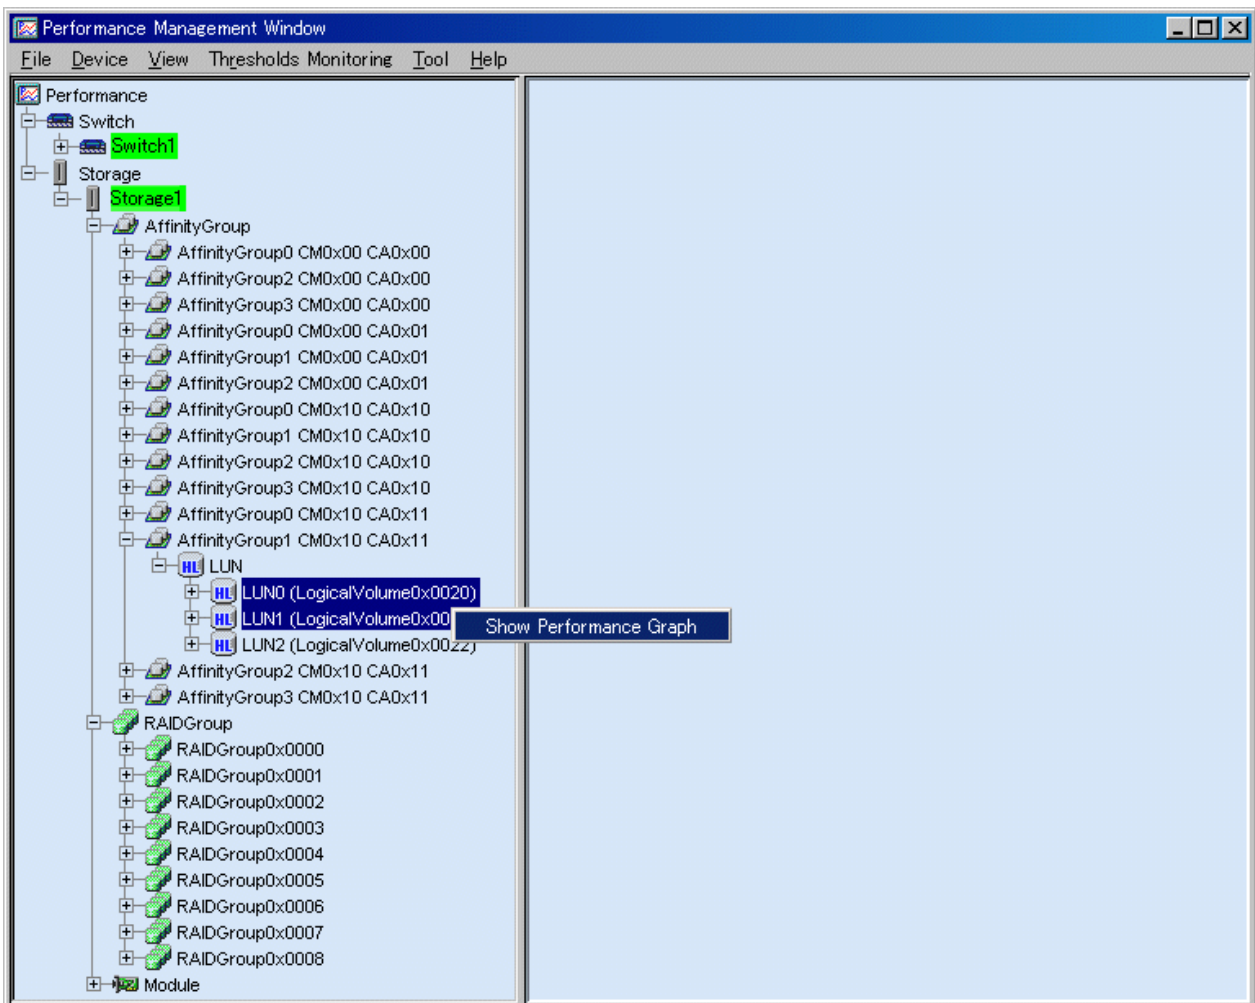 Performance Management Window
File Device View Thresholds Monitoring Tool Help
Performance
Switch
Switch1
Storage
Storage1
AffinityGroup
AffinityGroup0 CM0x00 CA0x00
AffinityGroup2 CM0x00 CA0x00
AffinityGroup3 CM0x00 CA0x00
AffinityGroup0 CM0x00 CA0x01
AffinityGroup1 CM0x00 CA0x01
AffinityGroup2 CM0x00 CA0x01
AffinityGroup0 CM0x10 CA0x10
AffinityGroup1 CM0x10 CA0x10
AffinityGroup2 CM0x10 CA0x10
AffinityGroup3 CM0x10 CA0x10
AffinityGroup0 CM0x10 CA0x11
AffinityGroup1 CM0x10 CA0x11
HL LUN
HL LUN0 (LogicalVolume0x0020)
HL LUN1 (LogicalVolume0x00
Show Performance Graph
HL LUN2 (LogicalVolume0x0022)
AffinityGroup2 CM0x10 CA0x11
AffinityGroup3 CM0x10 CA0x11
RAIDGroup
RAIDGroup0x0000
RAIDGroup0x0001
RAIDGroup0x0002
RAIDGroup0x0003
RAIDGroup0x0004
RAIDGroup0x0005
RAIDGroup0x0006
RAIDGroup0x0007
RAIDGroup0x0008
Module